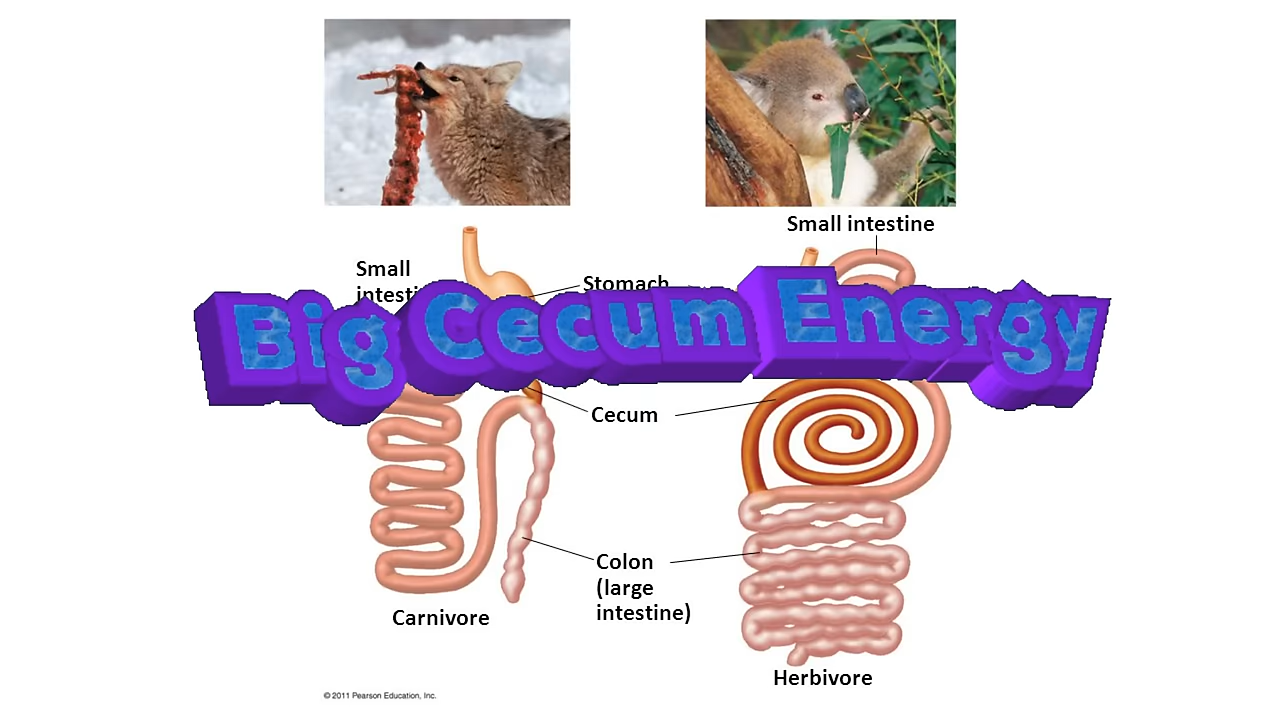 Small intestine
Small
Stomach
Big Cecum Energy
Cecum
Colon
(large
intestine)
Carnivore
Herbivore
© 2011 Pearson Education, Inc.